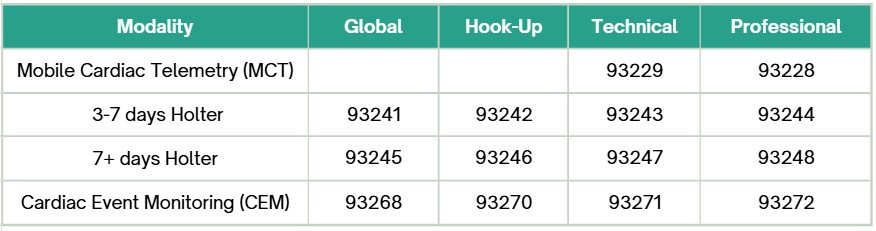 Modality Global Hook-Up Technical Professional
Mobile Cardiac Telemetry (MCT) 93229 93228
3-7 days Holter 93241 93242 93243 93244
7+ days Holter 93245 93246 93247 93248
Cardiac Event Monitoring (CEM) 93268 93270 93271 93272